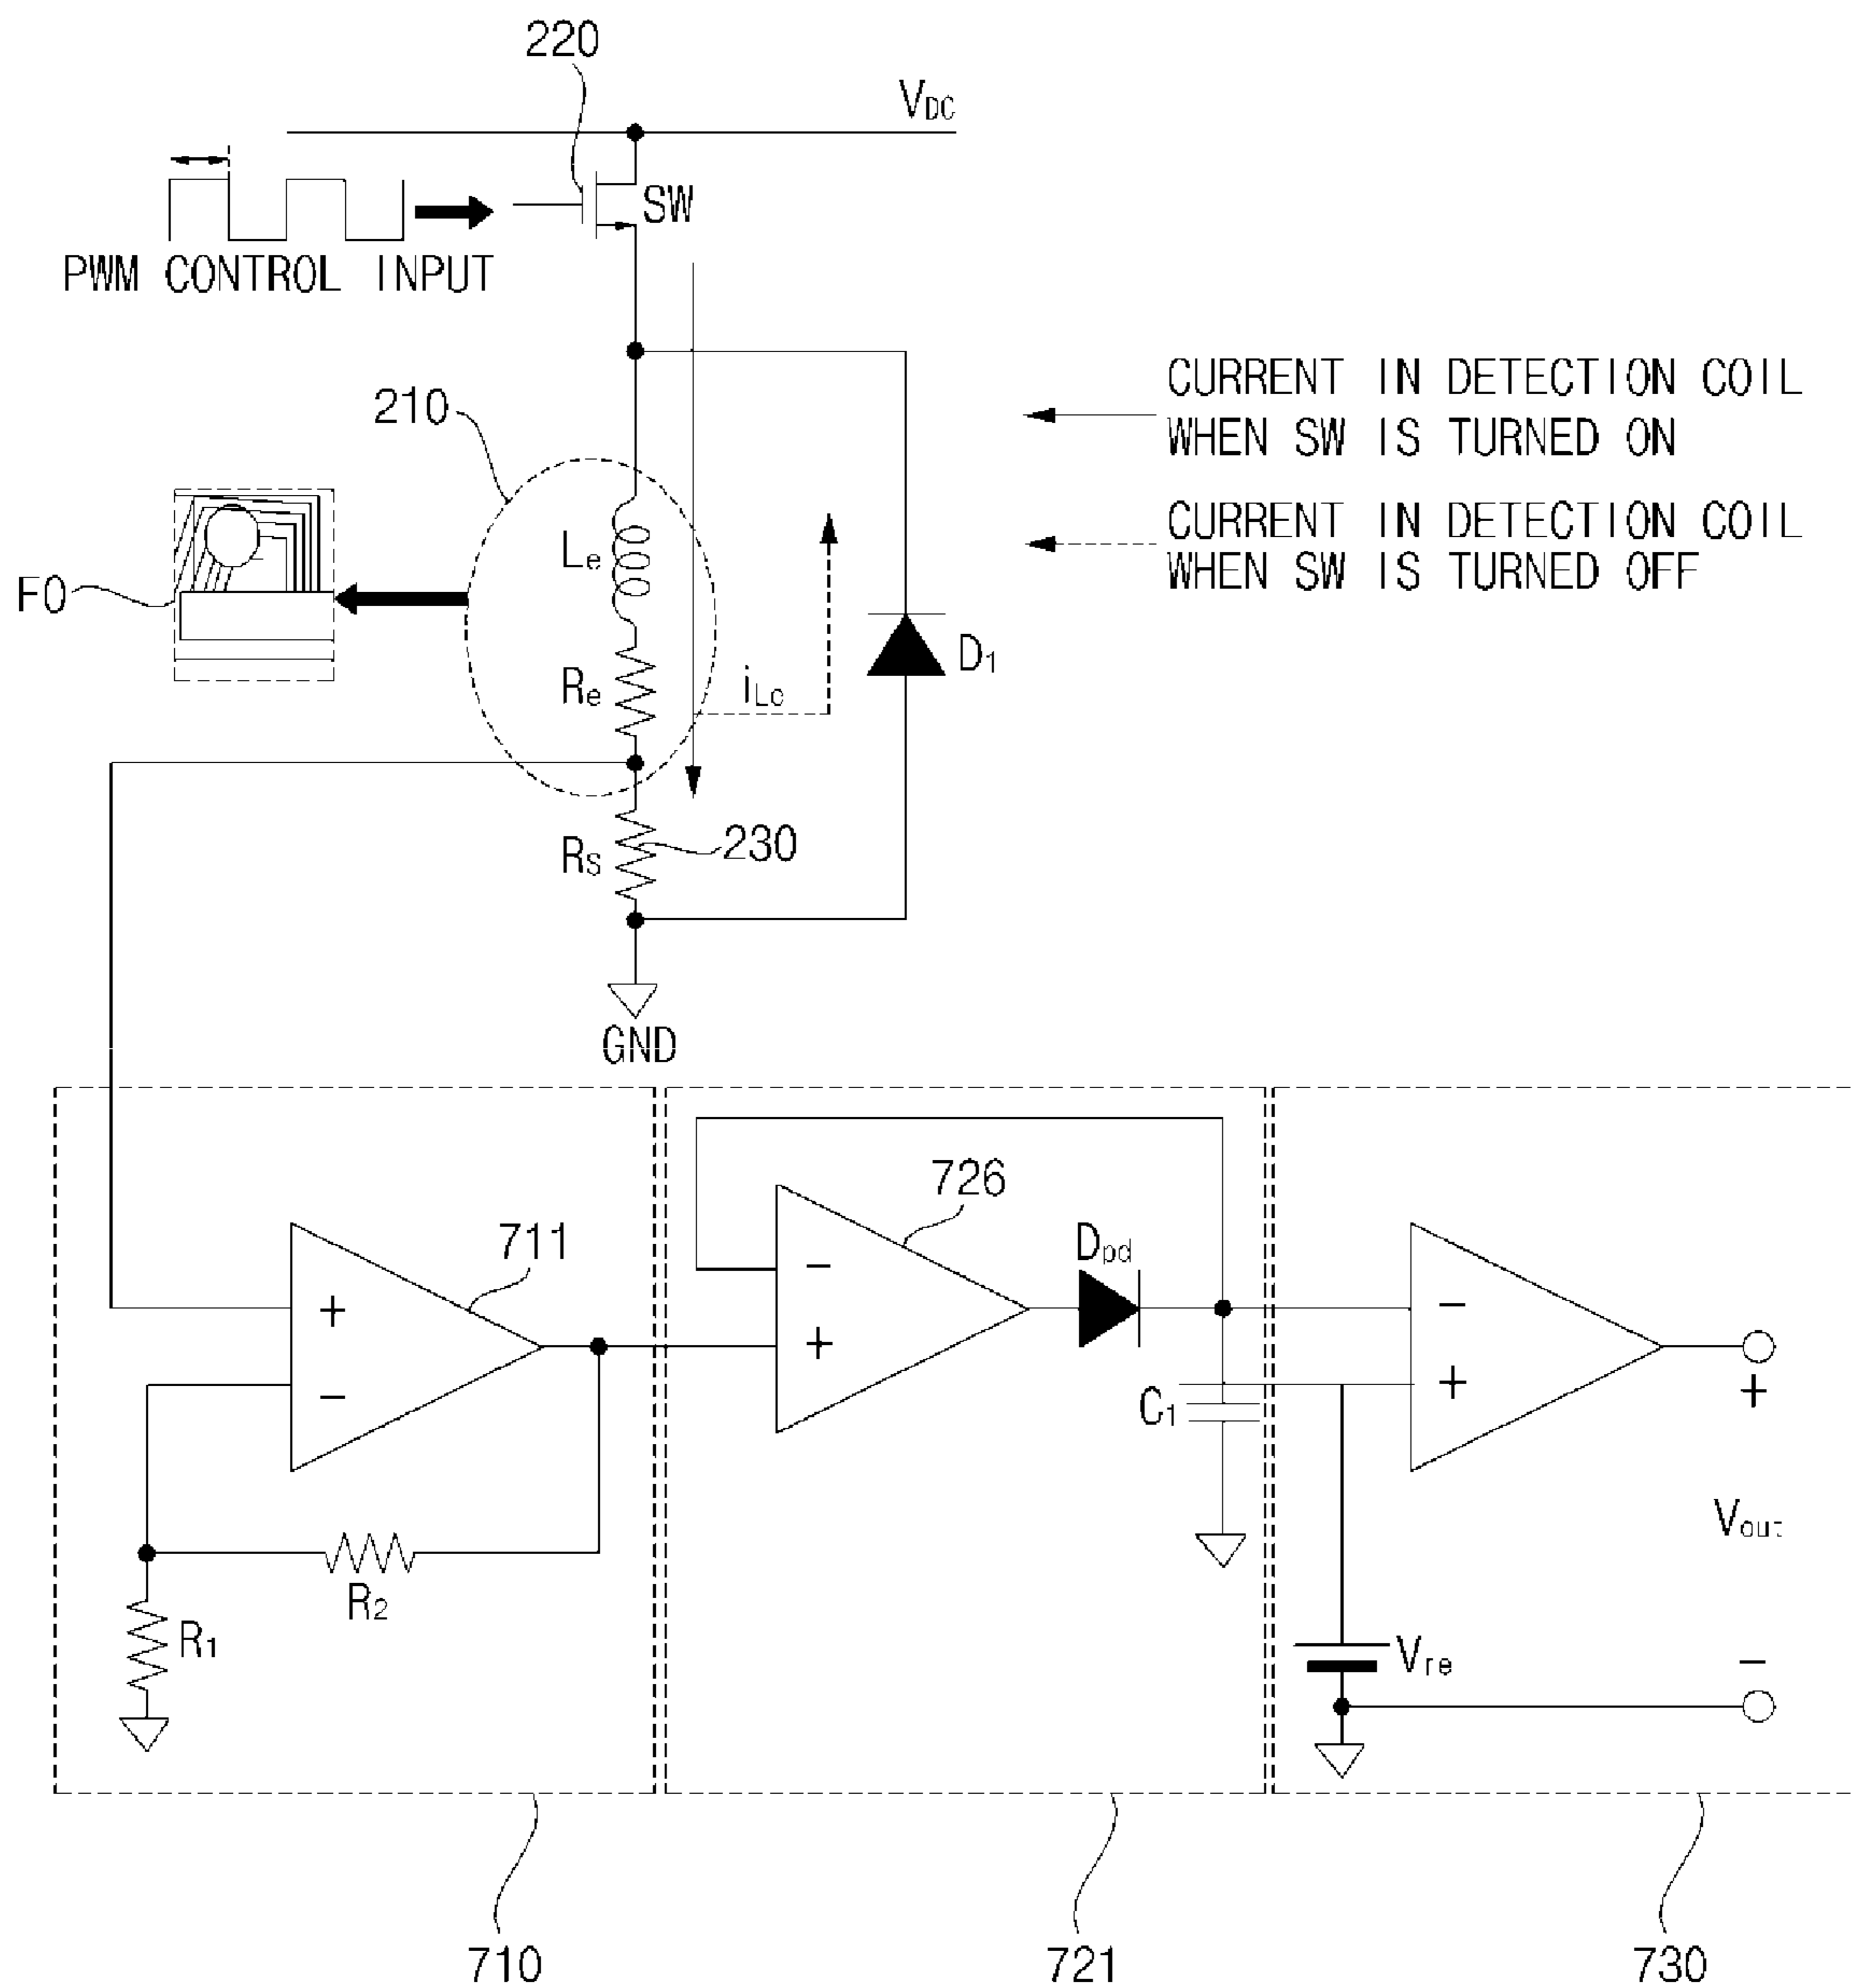 220
VDC
SW
PWM CONTROL INPUT
210
CURRENT IN DETECTION COIL
WHEN SW IS TURNED ON
CURRENT IN DETECTION COIL
WHEN SW IS TURNED OFF
Le
FO
Re
iLc
D1
Rs
230
GND
711
726
Dpd
+
−
−
+
−
+
+
C1
Vout
R2
R1
Vre
−
710
721
730